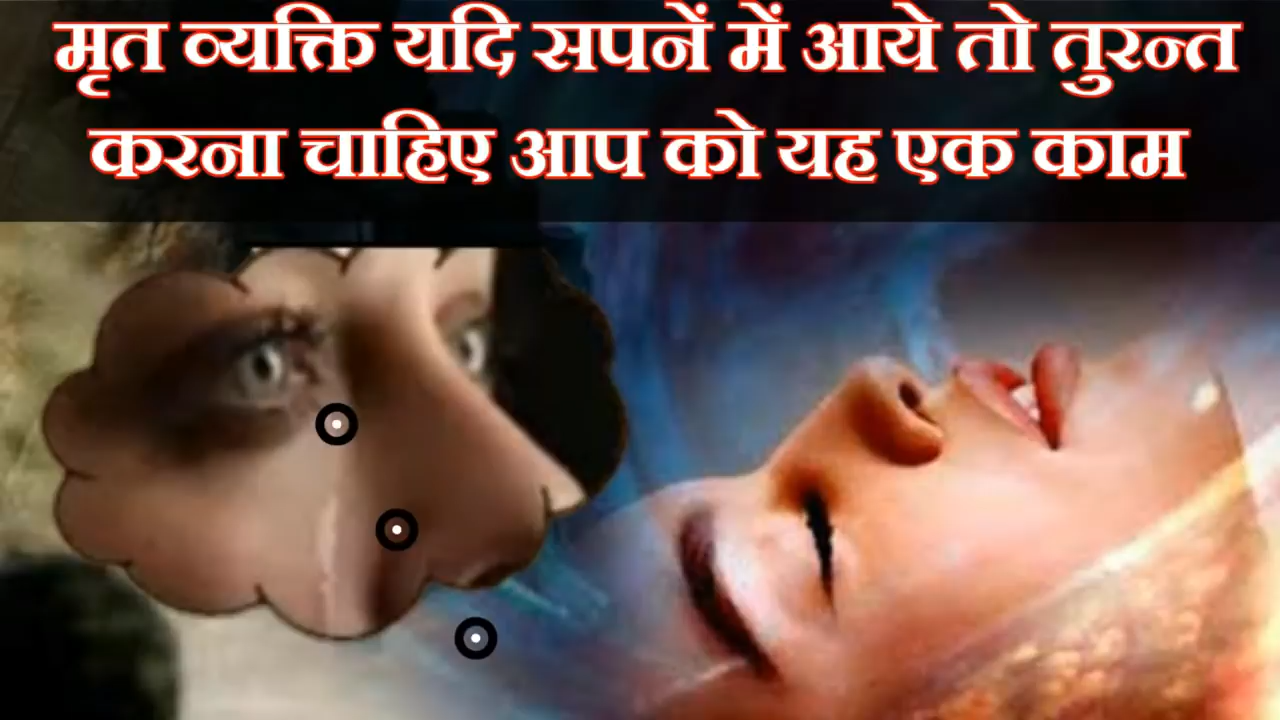 मृत व्यक्ति यदि सपनें में आये तो तुरन्त
करना चाहिए आप को यह एक काम